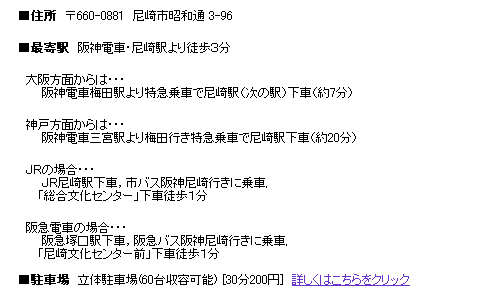 ■住所　〒660-0881　尼崎市昭和通 3-96
■最寄駅　阪神電車・尼崎駅より徒歩３分
大阪方面からは・・・
阪神電車梅田駅より特急乗車で尼崎駅（次の駅）下車（約7分）
神戸方面からは・・・
阪神電車三宮駅より梅田行き特急乗車で尼崎駅下車（約20分）
ＪＲの場合・・・
ＪＲ尼崎駅下車，市バス阪神尼崎行きに乗車．
「総合文化センター」下車徒歩１分
阪急電車の場合・・・
阪急塚口駅下車，阪急バス阪神尼崎行きに乗車．
「尼崎文化センター前」下車徒歩１分
■駐車場　立体駐車場（60台収容可能） [30分200円]　詳しくはこちらをクリック